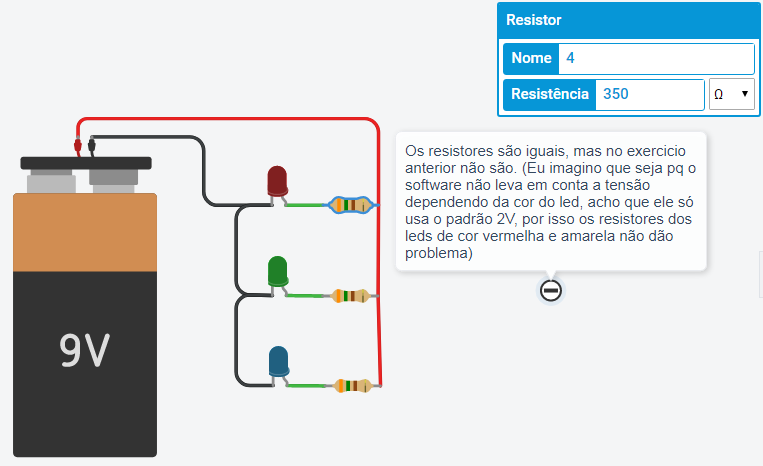 Resistor
Nome 4
Resistência 350 Ω
Os resistores são iguais, mas no exercicio
anterior não são. (Eu imagino que seja pq o
software não leva em conta a tensão
dependendo da cor do led, acho que ele só
usa o padrão 2V, por isso os resistores dos
leds de cor vermelha e amarela não dão
problema)
9V